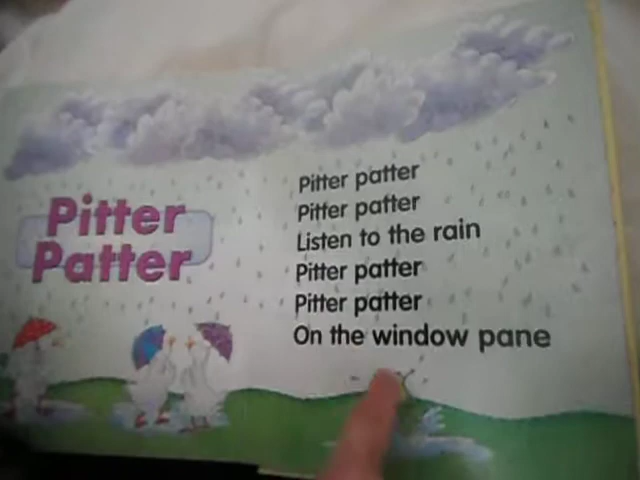 Pitter
Patter
Pitter patter
Pitter patter
Listen to the rain
Pitter patter
Pitter patter
On the window pane